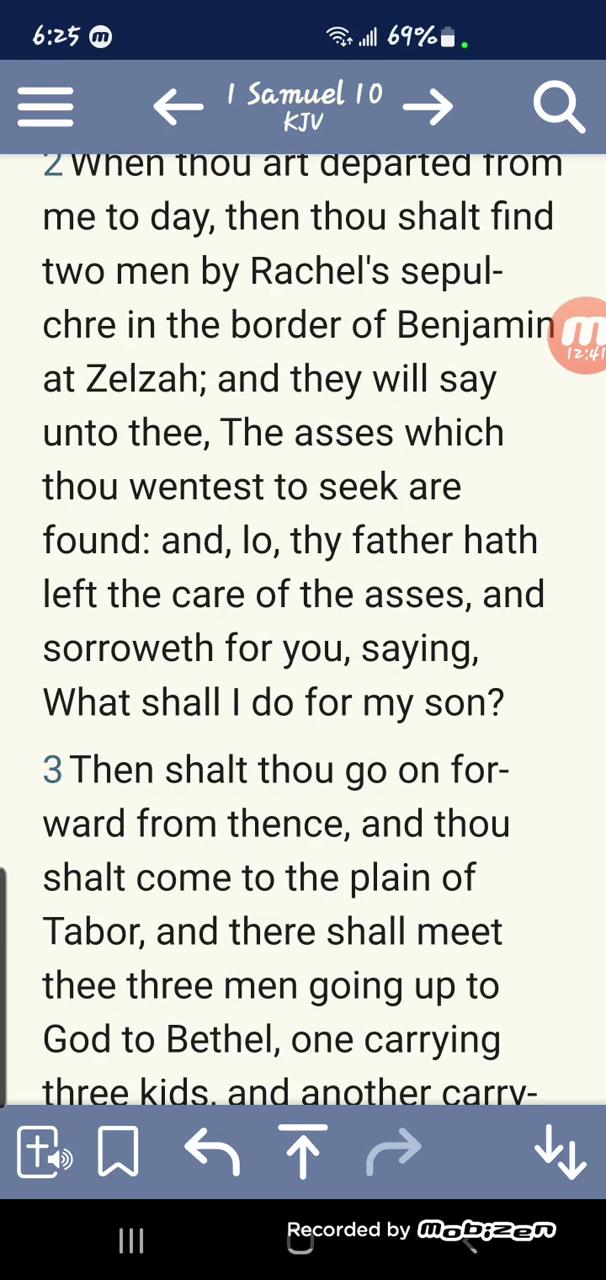 6:25 m 69%
1 Samuel 10
KJV
2 When thou art departed from
me to day, then thou shalt find
two men by Rachel's sepul-
chre in the border of Benjamin
m
12:41
at Zelzah; and they will say
unto thee, The asses which
thou wentest to seek are
found: and, lo, thy father hath
left the care of the asses, and
sorroweth for you, saying,
What shall I do for my son?
3 Then shalt thou go on for-
ward from thence, and thou
shalt come to the plain of
Tabor, and there shall meet
thee three men going up to
God to Bethel, one carrying
three kids, and another carry-
Recorded by mobizen